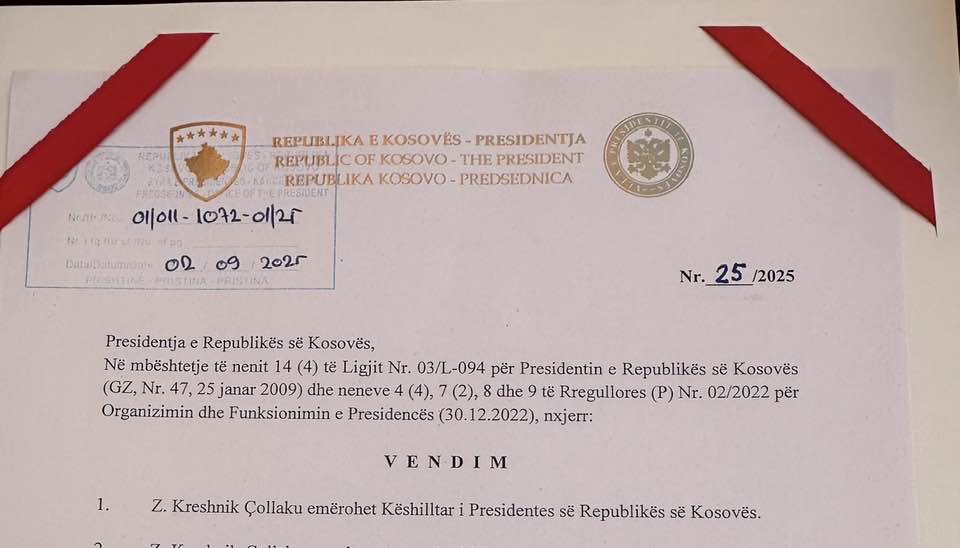 REPUBLIKA E KOSOVËS - PRESIDENTJA
REPUBLIC OF KOSOVO - THE PRESIDENT
REPUBLIKA KOSOVO - PREDSEDNICA
OF THE PRESIDENT
01/011-1072-01/25
02 / 09 / 2025
PRISHTINË - PRISTINA - PRIŠTINA
Nr. 25 /2025
Presidentja e Republikës së Kosovës,
Në mbështetje të nenit 14 (4) të Ligjit Nr. 03/L-094 për Presidentin e Republikës së Kosovës
(GZ, Nr. 47, 25 janar 2009) dhe neneve 4 (4), 7 (2), 8 dhe 9 të Rregullores (P) Nr. 02/2022 për
Organizimin dhe Funksionimin e Presidencës (30.12.2022), nxjerr:
V E N D I M
1. Z. Kreshnik Çollaku emërohet Këshilltar i Presidentes së Republikës së Kosovës.